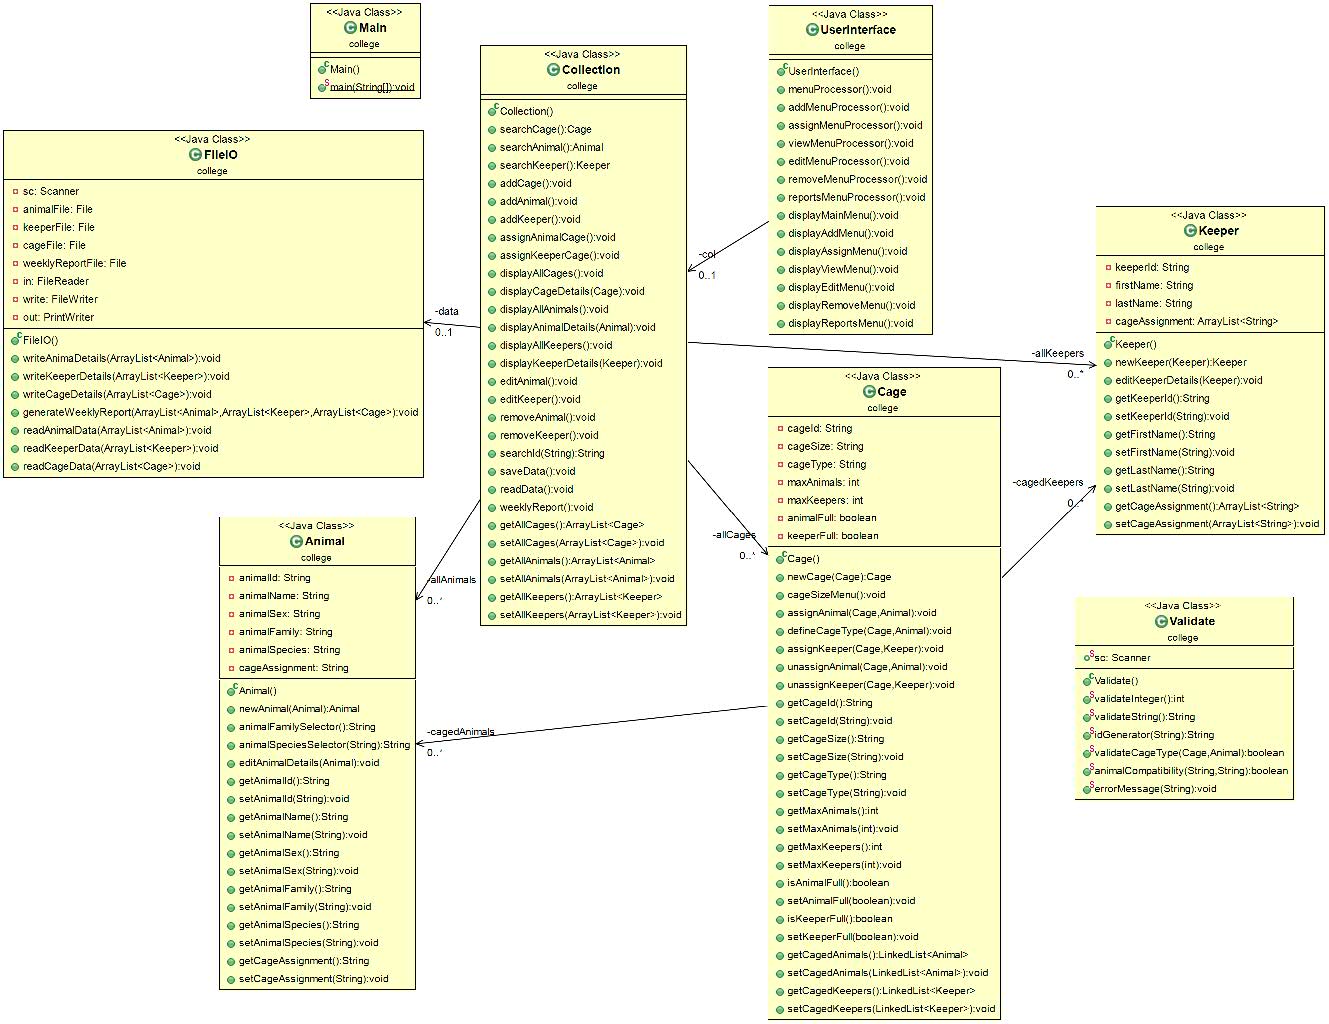 <<Java Class>>
Main
college
Main()
main(String[]):void
<<Java Class>>
FileIO
college
sc: Scanner
animalFile: File
keeperFile: File
cageFile: File
weeklyReportFile: File
in: FileReader
write: FileWriter
out: PrintWriter
FileIO()
writeAnimaDetails(ArrayList<Animal>):void
writeKeeperDetails(ArrayList<Keeper>):void
writeCageDetails(ArrayList<Cage>):void
generateWeeklyReport(ArrayList<Animal>,ArrayList<Keeper>,ArrayList<Cage>):void
readAnimalData(ArrayList<Animal>):void
readKeeperData(ArrayList<Keeper>):void
readCageData(ArrayList<Cage>):void
-data
0..1
<<Java Class>>
Collection
college
Collection()
searchCage():Cage
searchAnimal():Animal
searchKeeper():Keeper
addCage():void
addAnimal():void
addKeeper():void
assignAnimalCage():void
assignKeeperCage():void
displayAllCages():void
displayCageDetails(Cage):void
displayAllAnimals():void
displayAnimalDetails(Animal):void
displayAllKeepers():void
displayKeeperDetails(Keeper):void
editAnimal():void
editKeeper():void
removeAnimal():void
removeKeeper():void
searchId(String):String
saveData():void
readData():void
weeklyReport():void
getAllCages():ArrayList<Cage>
setAllCages(ArrayList<Cage>):void
getAllAnimals():ArrayList<Animal>
setAllAnimals(ArrayList<Animal>):void
getAllKeepers():ArrayList<Keeper>
setAllKeepers(ArrayList<Keeper>):void
<<Java Class>>
UserInterface
college
UserInterface()
menuProcessor():void
addMenuProcessor():void
assignMenuProcessor():void
viewMenuProcessor():void
editMenuProcessor():void
removeMenuProcessor():void
reportsMenuProcessor():void
displayMainMenu():void
displayAddMenu():void
displayAssignMenu():void
displayViewMenu():void
displayEditMenu():void
displayRemoveMenu():void
displayReportsMenu():void
-col
0..1
-allKeepers
0..*
<<Java Class>>
Keeper
college
keeperId: String
firstName: String
lastName: String
cageAssignment: ArrayList<String>
Keeper()
newKeeper(Keeper):Keeper
editKeeperDetails(Keeper):void
getKeeperId():String
setKeeperId(String):void
getFirstName():String
setFirstName(String):void
getLastName():String
setLastName(String):void
getCageAssignment():ArrayList<String>
setCageAssignment(ArrayList<String>):void
-cagedKeepers
0..*
<<Java Class>>
Cage
college
cageId: String
cageSize: String
cageType: String
maxAnimals: int
maxKeepers: int
animalFull: boolean
keeperFull: boolean
Cage()
newCage(Cage):Cage
cageSizeMenu():void
assignAnimal(Cage,Animal):void
defineCageType(Cage,Animal):void
assignKeeper(Cage,Keeper):void
unassignAnimal(Cage,Animal):void
unassignKeeper(Cage,Keeper):void
getCageId():String
setCageId(String):void
getCageSize():String
setCageSize(String):void
getCageType():String
setCageType(String):void
getMaxAnimals():int
setMaxAnimals(int):void
getMaxKeepers():int
setMaxKeepers(int):void
isAnimalFull():boolean
setAnimalFull(boolean):void
isKeeperFull():boolean
setKeeperFull(boolean):void
getCagedAnimals():LinkedList<Animal>
setCagedAnimals(LinkedList<Animal>):void
getCagedKeepers():LinkedList<Keeper>
setCagedKeepers(LinkedList<Keeper>):void
-allCages
0..*
-allAnimals
0..*
-cagedAnimals
0..*
<<Java Class>>
Animal
college
animalId: String
animalName: String
animalSex: String
animalFamily: String
animalSpecies: String
cageAssignment: String
Animal()
newAnimal(Animal):Animal
animalFamilySelector():String
animalSpeciesSelector(String):String
editAnimalDetails(Animal):void
getAnimalId():String
setAnimalId(String):void
getAnimalName():String
setAnimalName(String):void
getAnimalSex():String
setAnimalSex(String):void
getAnimalFamily():String
setAnimalFamily(String):void
getAnimalSpecies():String
setAnimalSpecies(String):void
getCageAssignment():String
setCageAssignment(String):void
<<Java Class>>
Validate
college
sc: Scanner
Validate()
validateInteger():int
validateString():String
idGenerator(String):String
validateCageType(Cage,Animal):boolean
animalCompatibility(String,String):boolean
errorMessage(String):void